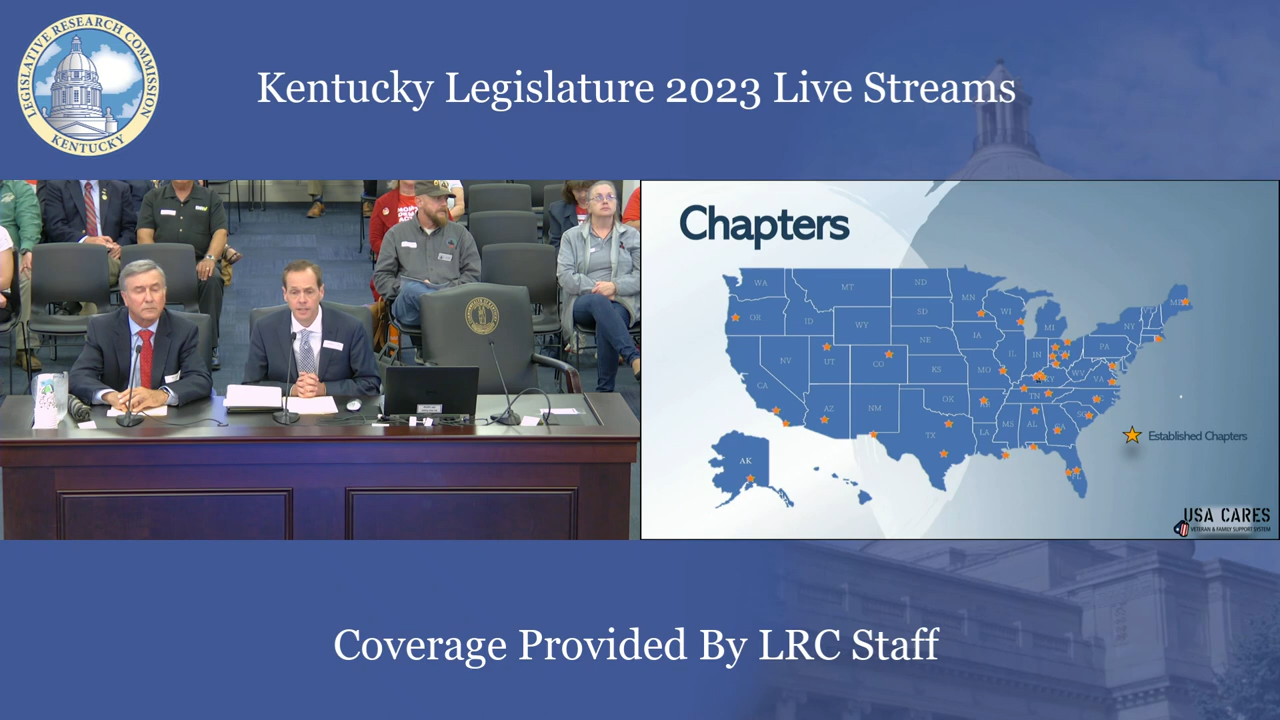 LEGISLATIVE RESEARCH COMMISSION
KENTUCKY
Kentucky Legislature 2023 Live Streams
Chapters
WA
MT
ND
MN
OR
ID
WY
SD
WI
MI
NY
ME
NE
IA
PA
NV
UT
CO
KS
MO
IL
IN
WV
VA
KY
CA
AZ
NM
OK
AR
TN
TX
LA
MS
AL
GA
SC
FL
AK
Established Chapters
USA CARES
VETERAN & FAMILY SUPPORT SYSTEM
Coverage Provided By LRC Staff